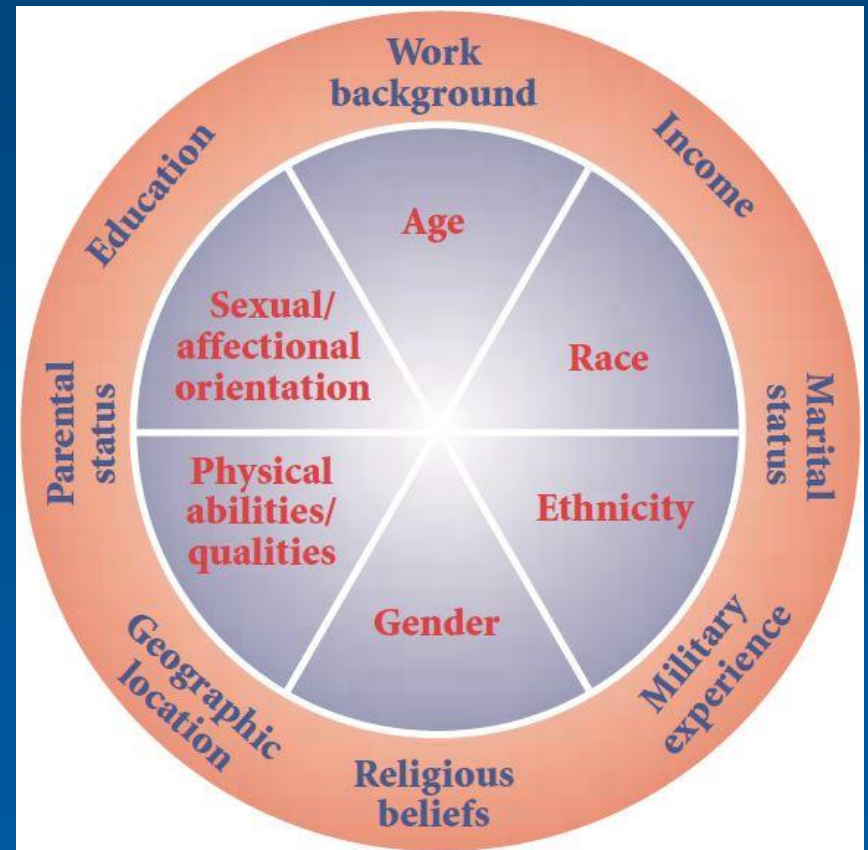 Work
background
Income
Marital
status
Military
experience
Religious
beliefs
Geographic
location
Parental
status
Education
Age
Race
Ethnicity
Gender
Physical
abilities/
qualities
Sexual/
affectional
orientation